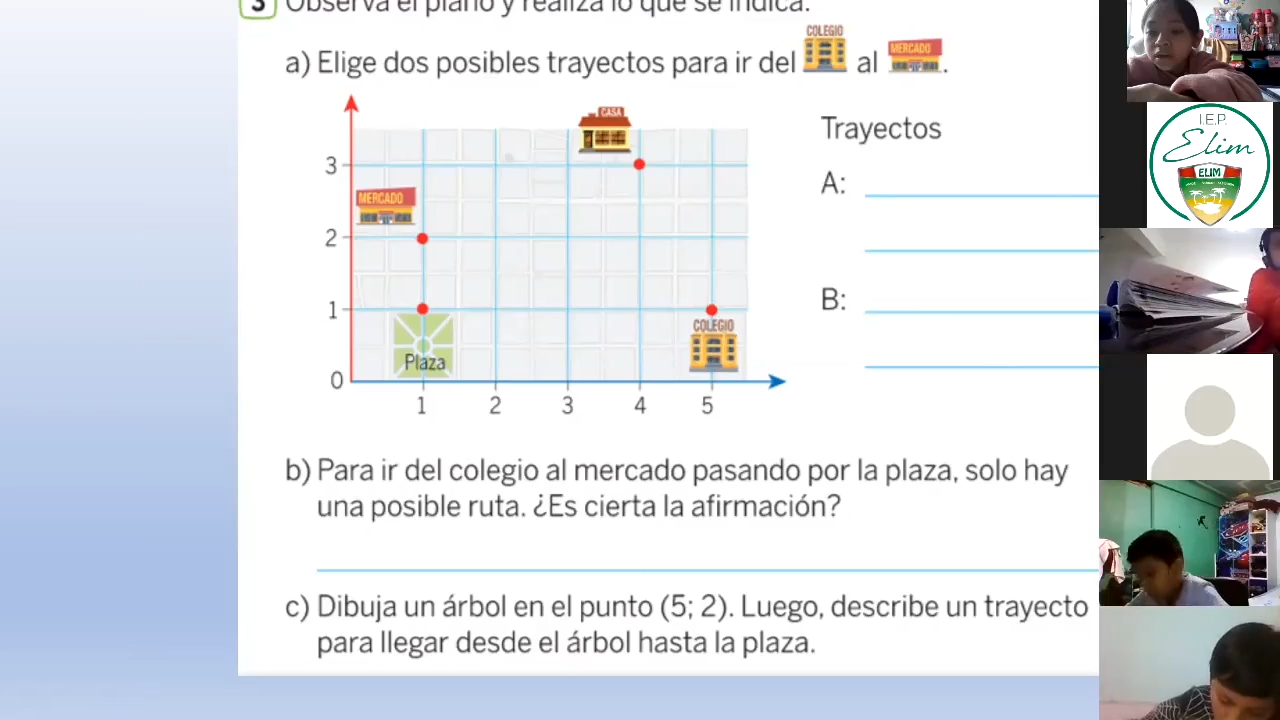 3 Observa el plano y realiza lo que se indica.
a) Elige dos posibles trayectos para ir del COLEGIO al MERCADO.
CASA
Trayectos
3
A:
MERCADO
2
1
B:
COLEGIO
Plaza
0
1 2 3 4 5
b) Para ir del colegio al mercado pasando por la plaza, solo hay
una posible ruta. ¿Es cierta la afirmación?
c) Dibuja un árbol en el punto (5; 2). Luego, describe un trayecto
para llegar desde el árbol hasta la plaza.
I.E.P.
Elim
ELIM